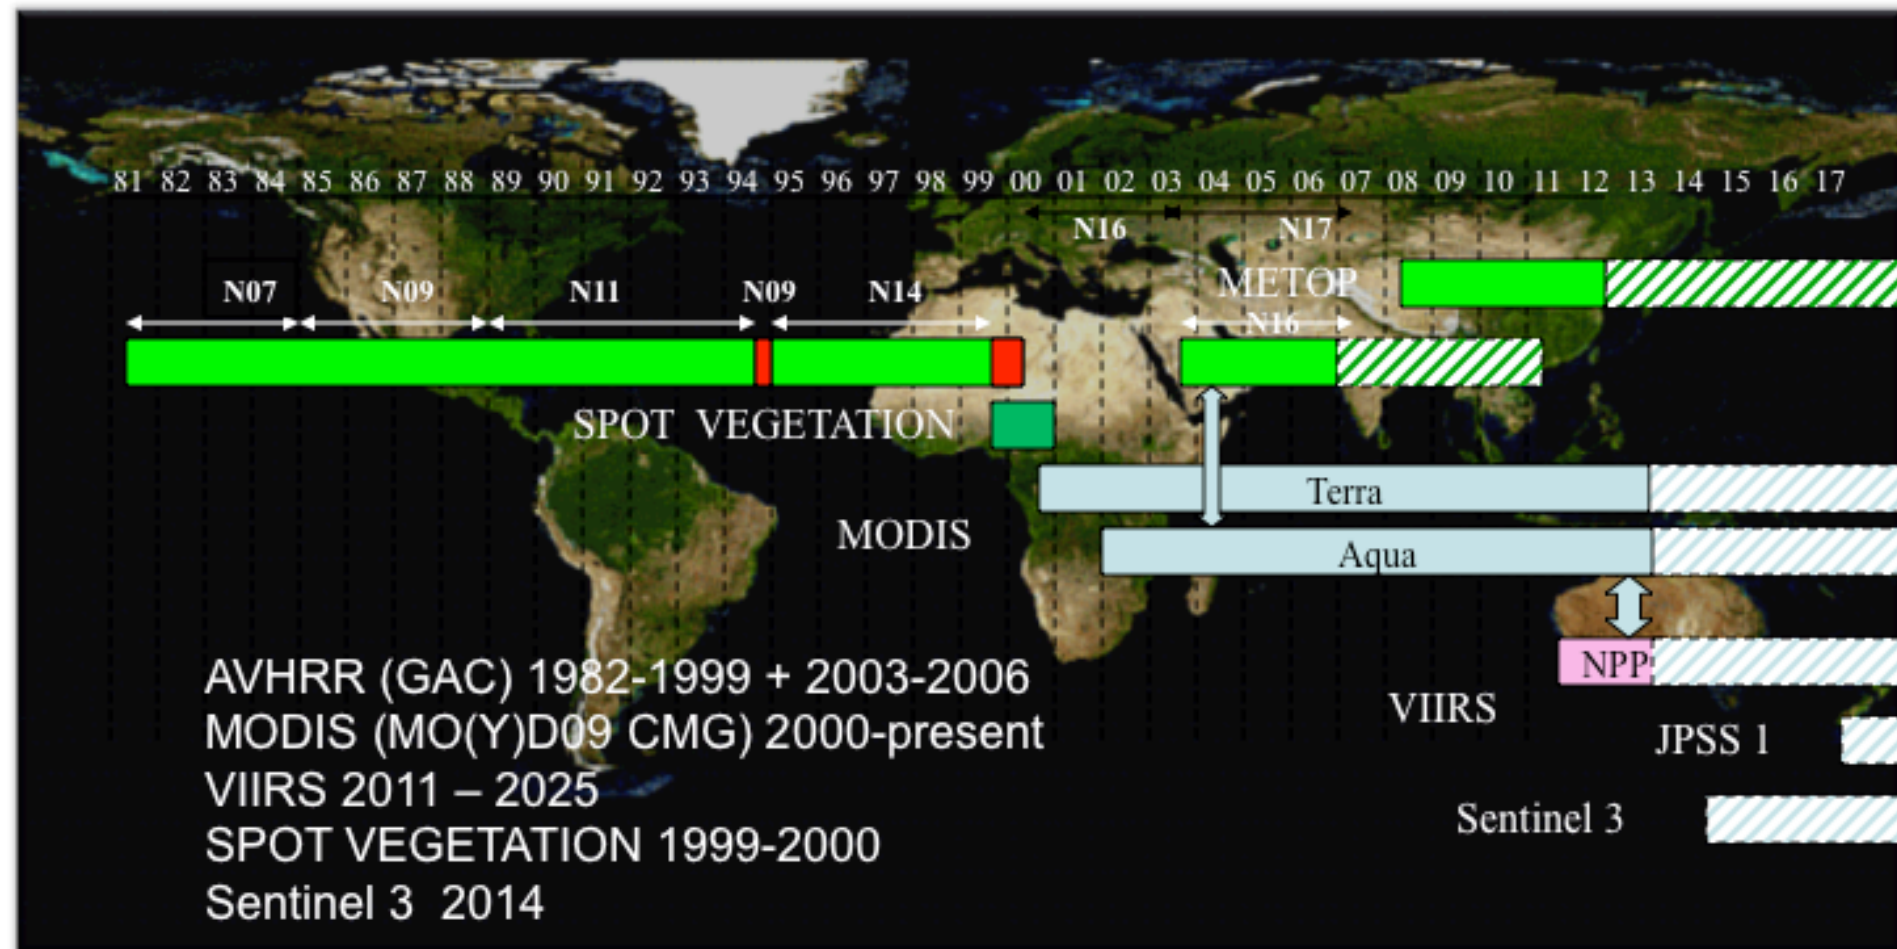 81 82 83 84 85 86 87 88 89 90 91 92 93 94 95 96 97 98 99 00 01 02 03 04 05 06 07 08 09 10 11 12 13 14 15 16 17
N16 N17
METOP
N07 N09 N11 N09 N14
N16
SPOT VEGETATION
Terra
MODIS
Aqua
NPP
VIIRS
JPSS 1
Sentinel 3
AVHRR (GAC) 1982-1999 + 2003-2006
MODIS (MO(Y)D09 CMG) 2000-present
VIIRS 2011 – 2025
SPOT VEGETATION 1999-2000
Sentinel 3 2014